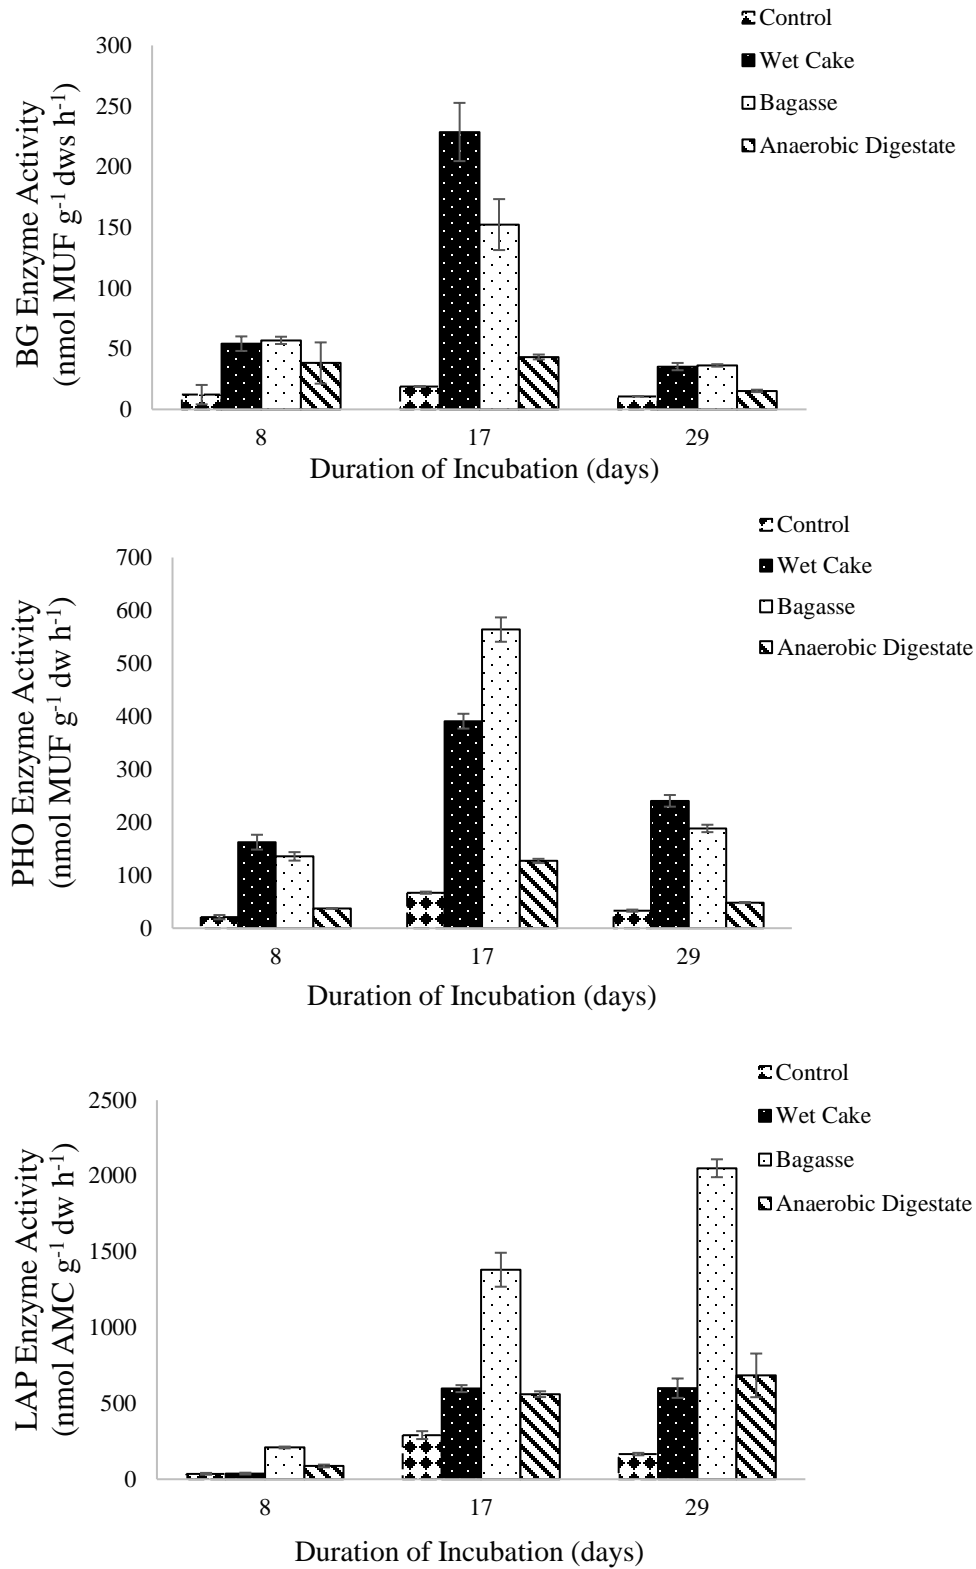 Control
Wet Cake
Bagasse
Anaerobic Digestate
BG Enzyme Activity
(nmol MUF g-1 dws h-1)
300
250
200
150
100
50
0
8 17 29
Duration of Incubation (days)
Control
Wet Cake
Bagasse
Anaerobic Digestate
PHO Enzyme Activity
(nmol MUF g-1 dw h-1)
700
600
500
400
300
200
100
0
8 17 29
Duration of Incubation (days)
Control
Wet Cake
Bagasse
Anaerobic Digestate
LAP Enzyme Activity
(nmol AMC g-1 dw h-1)
2500
2000
1500
1000
500
0
8 17 29
Duration of Incubation (days)